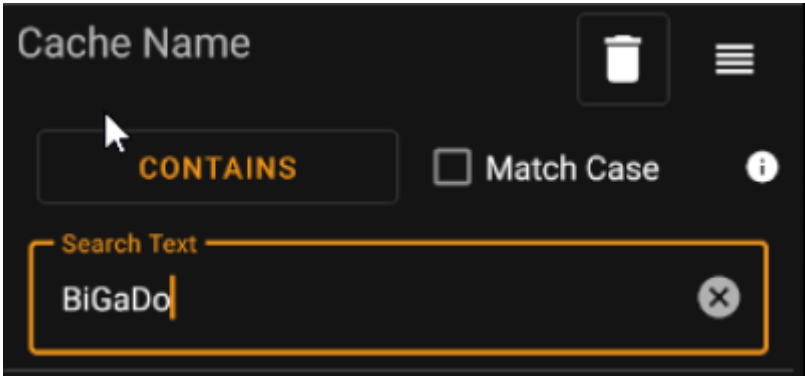 Cache Name
CONTAINS
Match Case
Search Text
BiGaDo